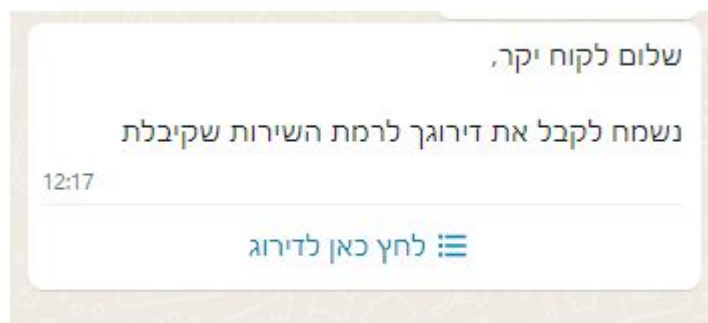 שלום לקוח יקר,
נשמח לקבל את דירוגך לרמת השירות שקיבלת
12:17
לחץ כאן לדירוג